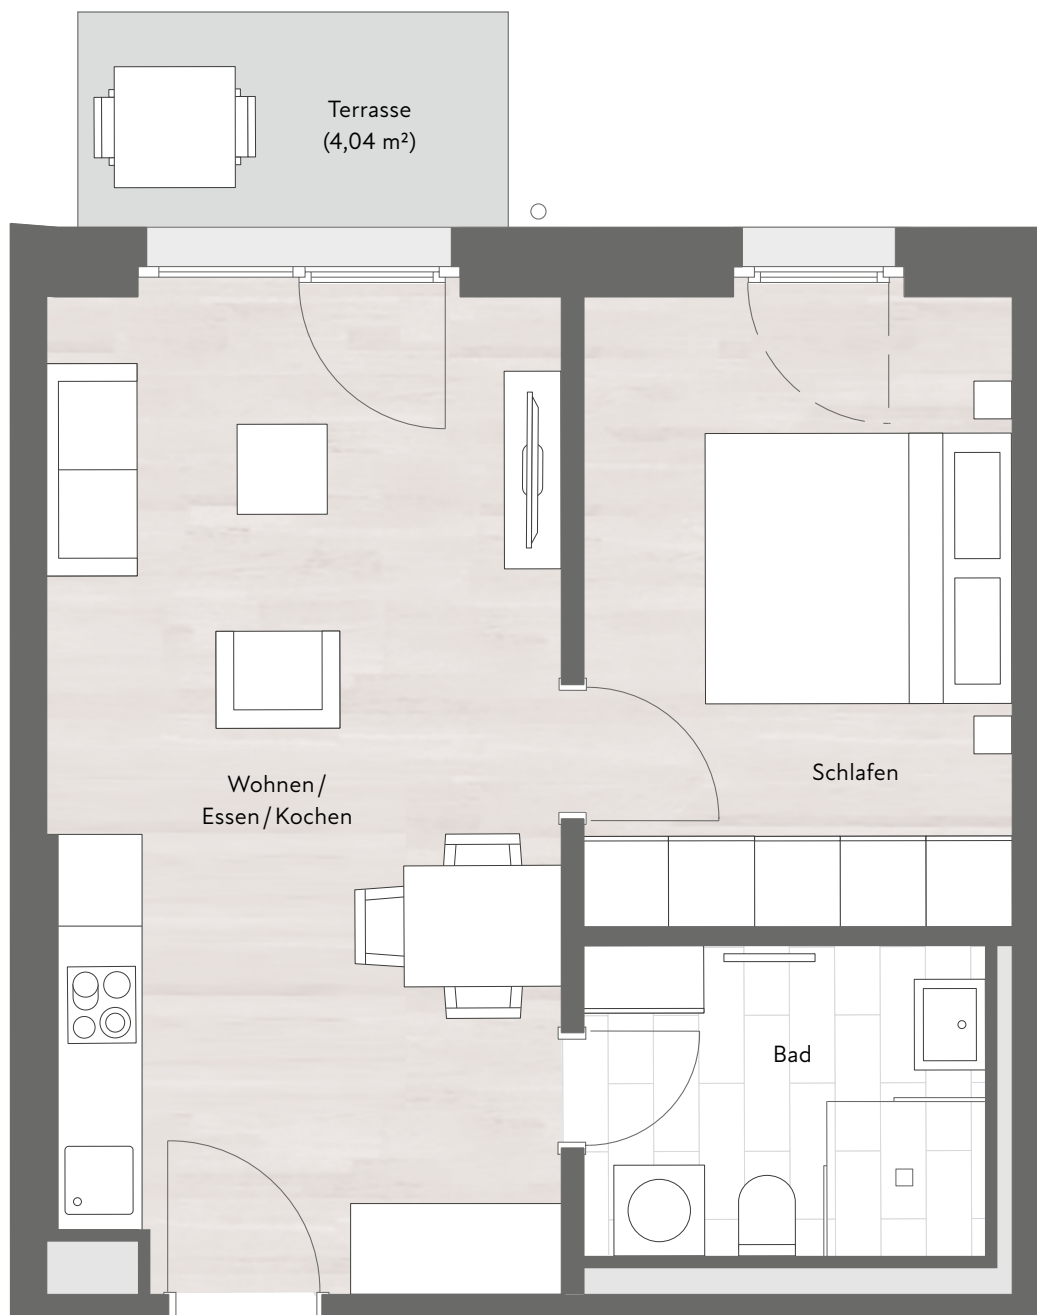 Terrasse
(4,04 m²)
Wohnen /
Essen / Kochen
Schlafen
Bad